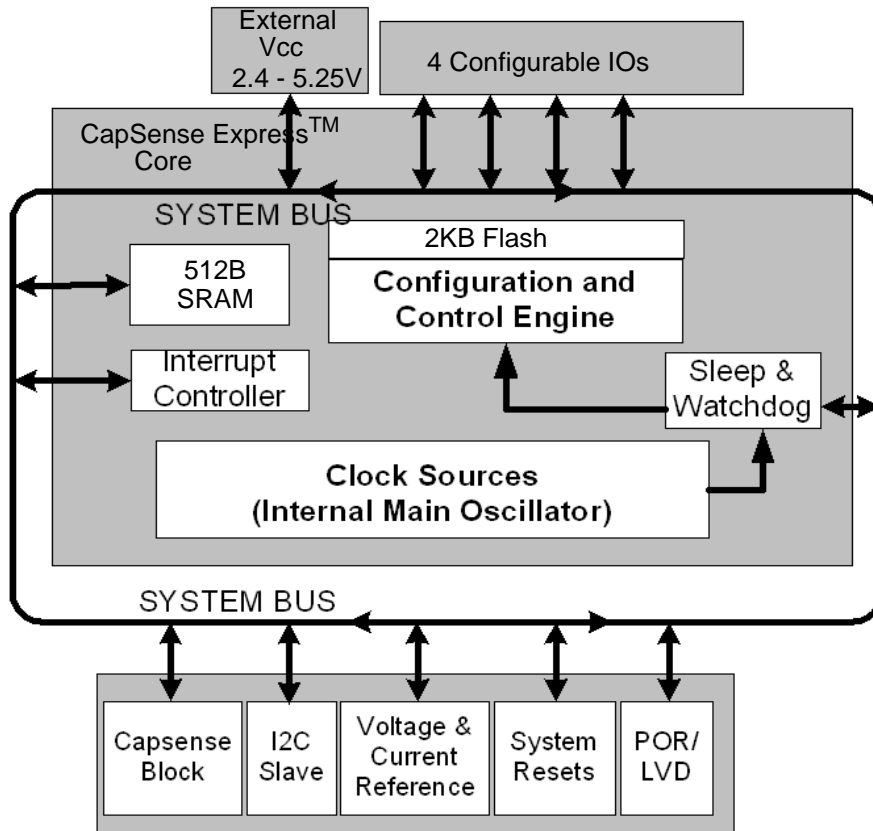 External
Vcc
2.4 - 5.25V
4 Configurable IOs
CapSense Express™
Core
SYSTEM BUS
2KB Flash
Configuration and
Control Engine
512B
SRAM
Interrupt
Controller
Sleep &
Watchdog
Clock Sources
(Internal Main Oscillator)
SYSTEM BUS
Capsense
Block
I2C
Slave
Voltage &
Current
Reference
System
Resets
POR/
LVD